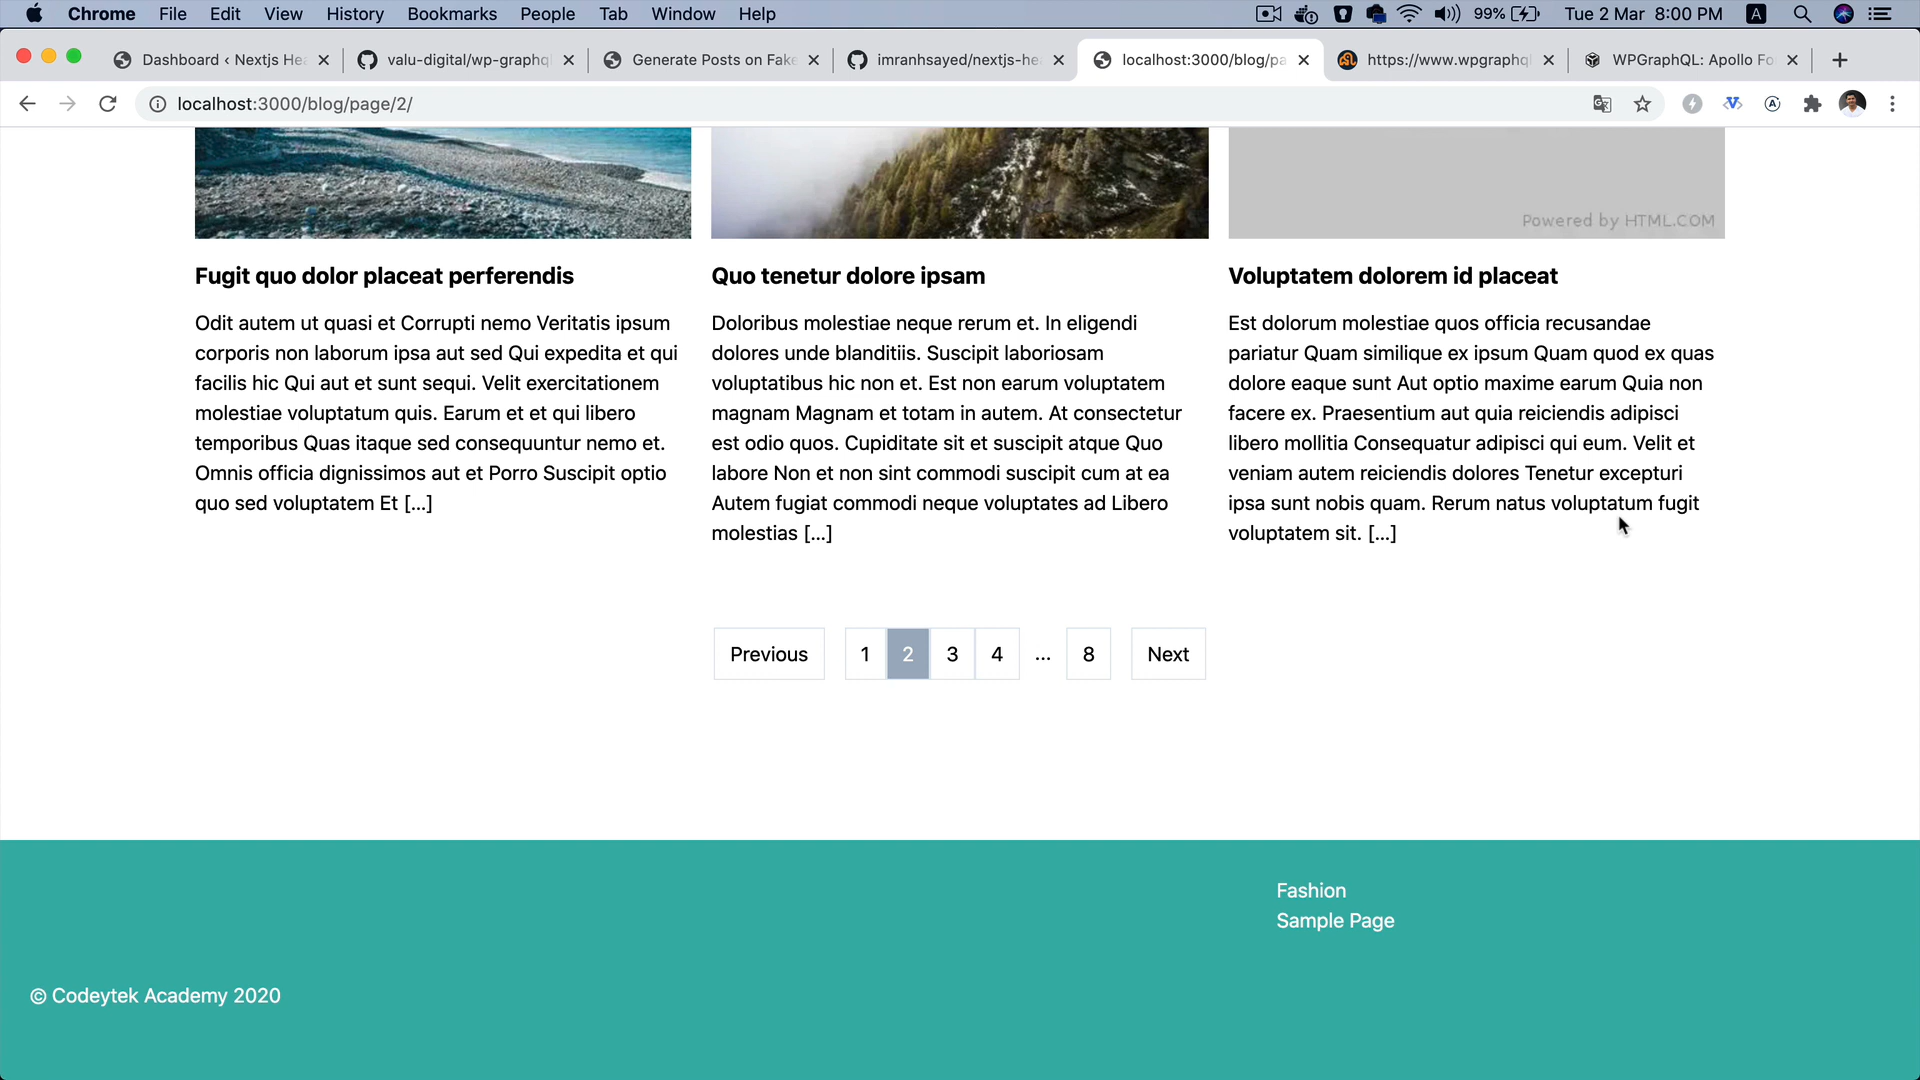 Chrome File Edit View History Bookmarks People Tab Window Help 99% Tue 2 Mar 8:00 PM A
Dashboard ‹ Nextjs He valu-digital/wp-graphql Generate Posts on Fake imranhsayed/nextjs-he localhost:3000/blog/pa https://www.wpgraphql WPGraphQL: Apollo Fo
localhost:3000/blog/page/2/
Powered by HTML.COM
Fugit quo dolor placeat perferendis
Odit autem ut quasi et Corrupti nemo Veritatis ipsum
corporis non laborum ipsa aut sed Qui expedita et qui
facilis hic Qui aut et sunt sequi. Velit exercitationem
molestiae voluptatum quis. Earum et et qui libero
temporibus Quas itaque sed consequuntur nemo et.
Omnis officia dignissimos aut et Porro Suscipit optio
quo sed voluptatem Et [...]
Quo tenetur dolore ipsam
Doloribus molestiae neque rerum et. In eligendi
dolores unde blanditiis. Suscipit laboriosam
voluptatibus hic non et. Est non earum voluptatem
magnam Magnam et totam in autem. At consectetur
est odio quos. Cupiditate sit et suscipit atque Quo
labore Non et non sint commodi suscipit cum at ea
Autem fugiat commodi neque voluptates ad Libero
molestias [...]
Voluptatem dolorem id placeat
Est dolorum molestiae quos officia recusandae
pariatur Quam similique ex ipsum Quam quod ex quas
dolore eaque sunt Aut optio maxime earum Quia non
facere ex. Praesentium aut quia reiciendis adipisci
libero mollitia Consequatur adipisci qui eum. Velit et
veniam autem reiciendis dolores Tenetur excepturi
ipsa sunt nobis quam. Rerum natus voluptatum fugit
voluptatem sit. [...]
Previous 1 2 3 4 ... 8 Next
Fashion
Sample Page
© Codeytek Academy 2020